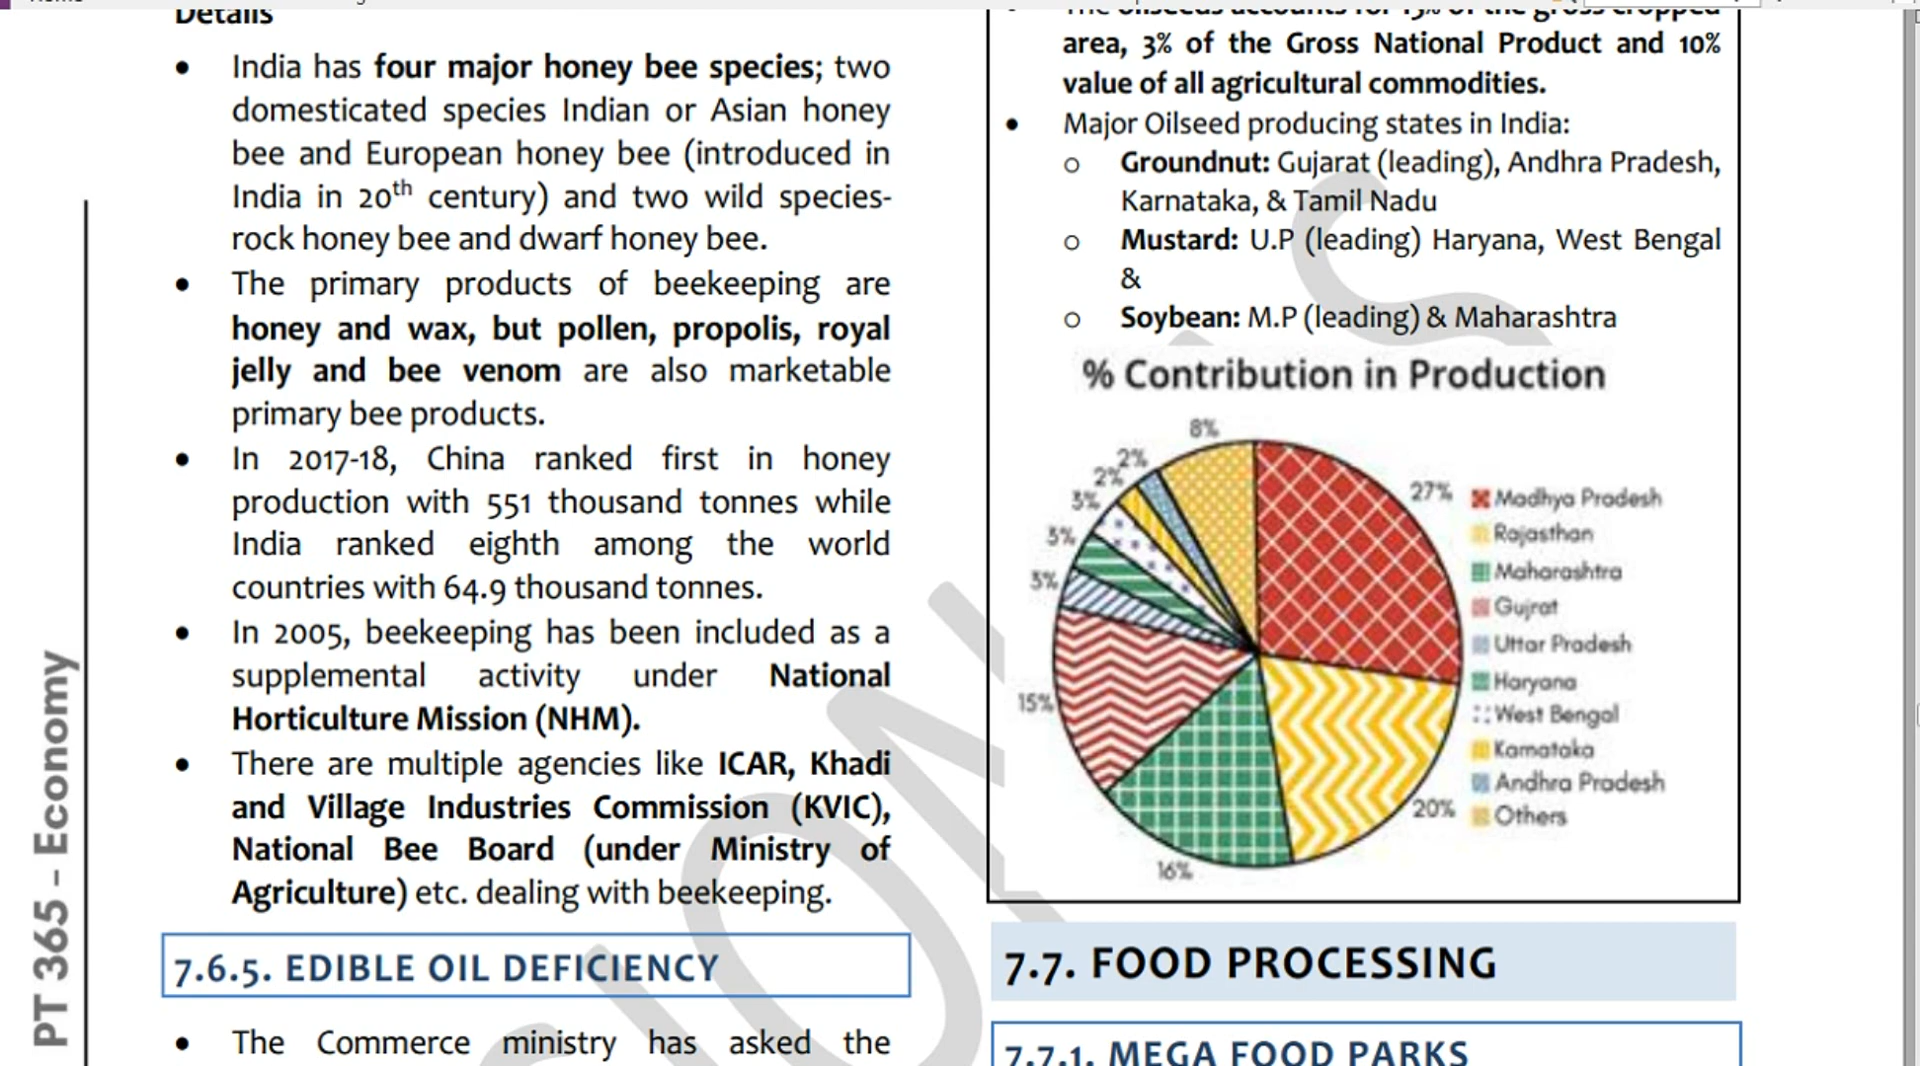 Details
• India has four major honey bee species; two
domesticated species Indian or Asian honey
bee and European honey bee (introduced in
India in 20th century) and two wild species-
rock honey bee and dwarf honey bee.
• The primary products of beekeeping are
honey and wax, but pollen, propolis, royal
jelly and bee venom are also marketable
primary bee products.
• In 2017-18, China ranked first in honey
production with 551 thousand tonnes while
India ranked eighth among the world
countries with 64.9 thousand tonnes.
• In 2005, beekeeping has been included as a
supplemental activity under National
Horticulture Mission (NHM).
• There are multiple agencies like ICAR, Khadi
and Village Industries Commission (KVIC),
National Bee Board (under Ministry of
Agriculture) etc. dealing with beekeeping.
7.6.5. EDIBLE OIL DEFICIENCY
• The Commerce ministry has asked the
• The oilseeds accounts for 13% of the gross cropped
area, 3% of the Gross National Product and 10%
value of all agricultural commodities.
• Major Oilseed producing states in India:
o Groundnut: Gujarat (leading), Andhra Pradesh,
Karnataka, & Tamil Nadu
o Mustard: U.P (leading) Haryana, West Bengal
&
o Soybean: M.P (leading) & Maharashtra
% Contribution in Production
8%
2%
2%
3%
3%
3%
15%
16%
20%
27%
Madhya Pradesh
Rajasthan
Maharashtra
Gujrat
Uttar Pradesh
Haryana
West Bengal
Karnataka
Andhra Pradesh
Others
7.7. FOOD PROCESSING
7.7.1. MEGA FOOD PARKS
PT 365 – Economy